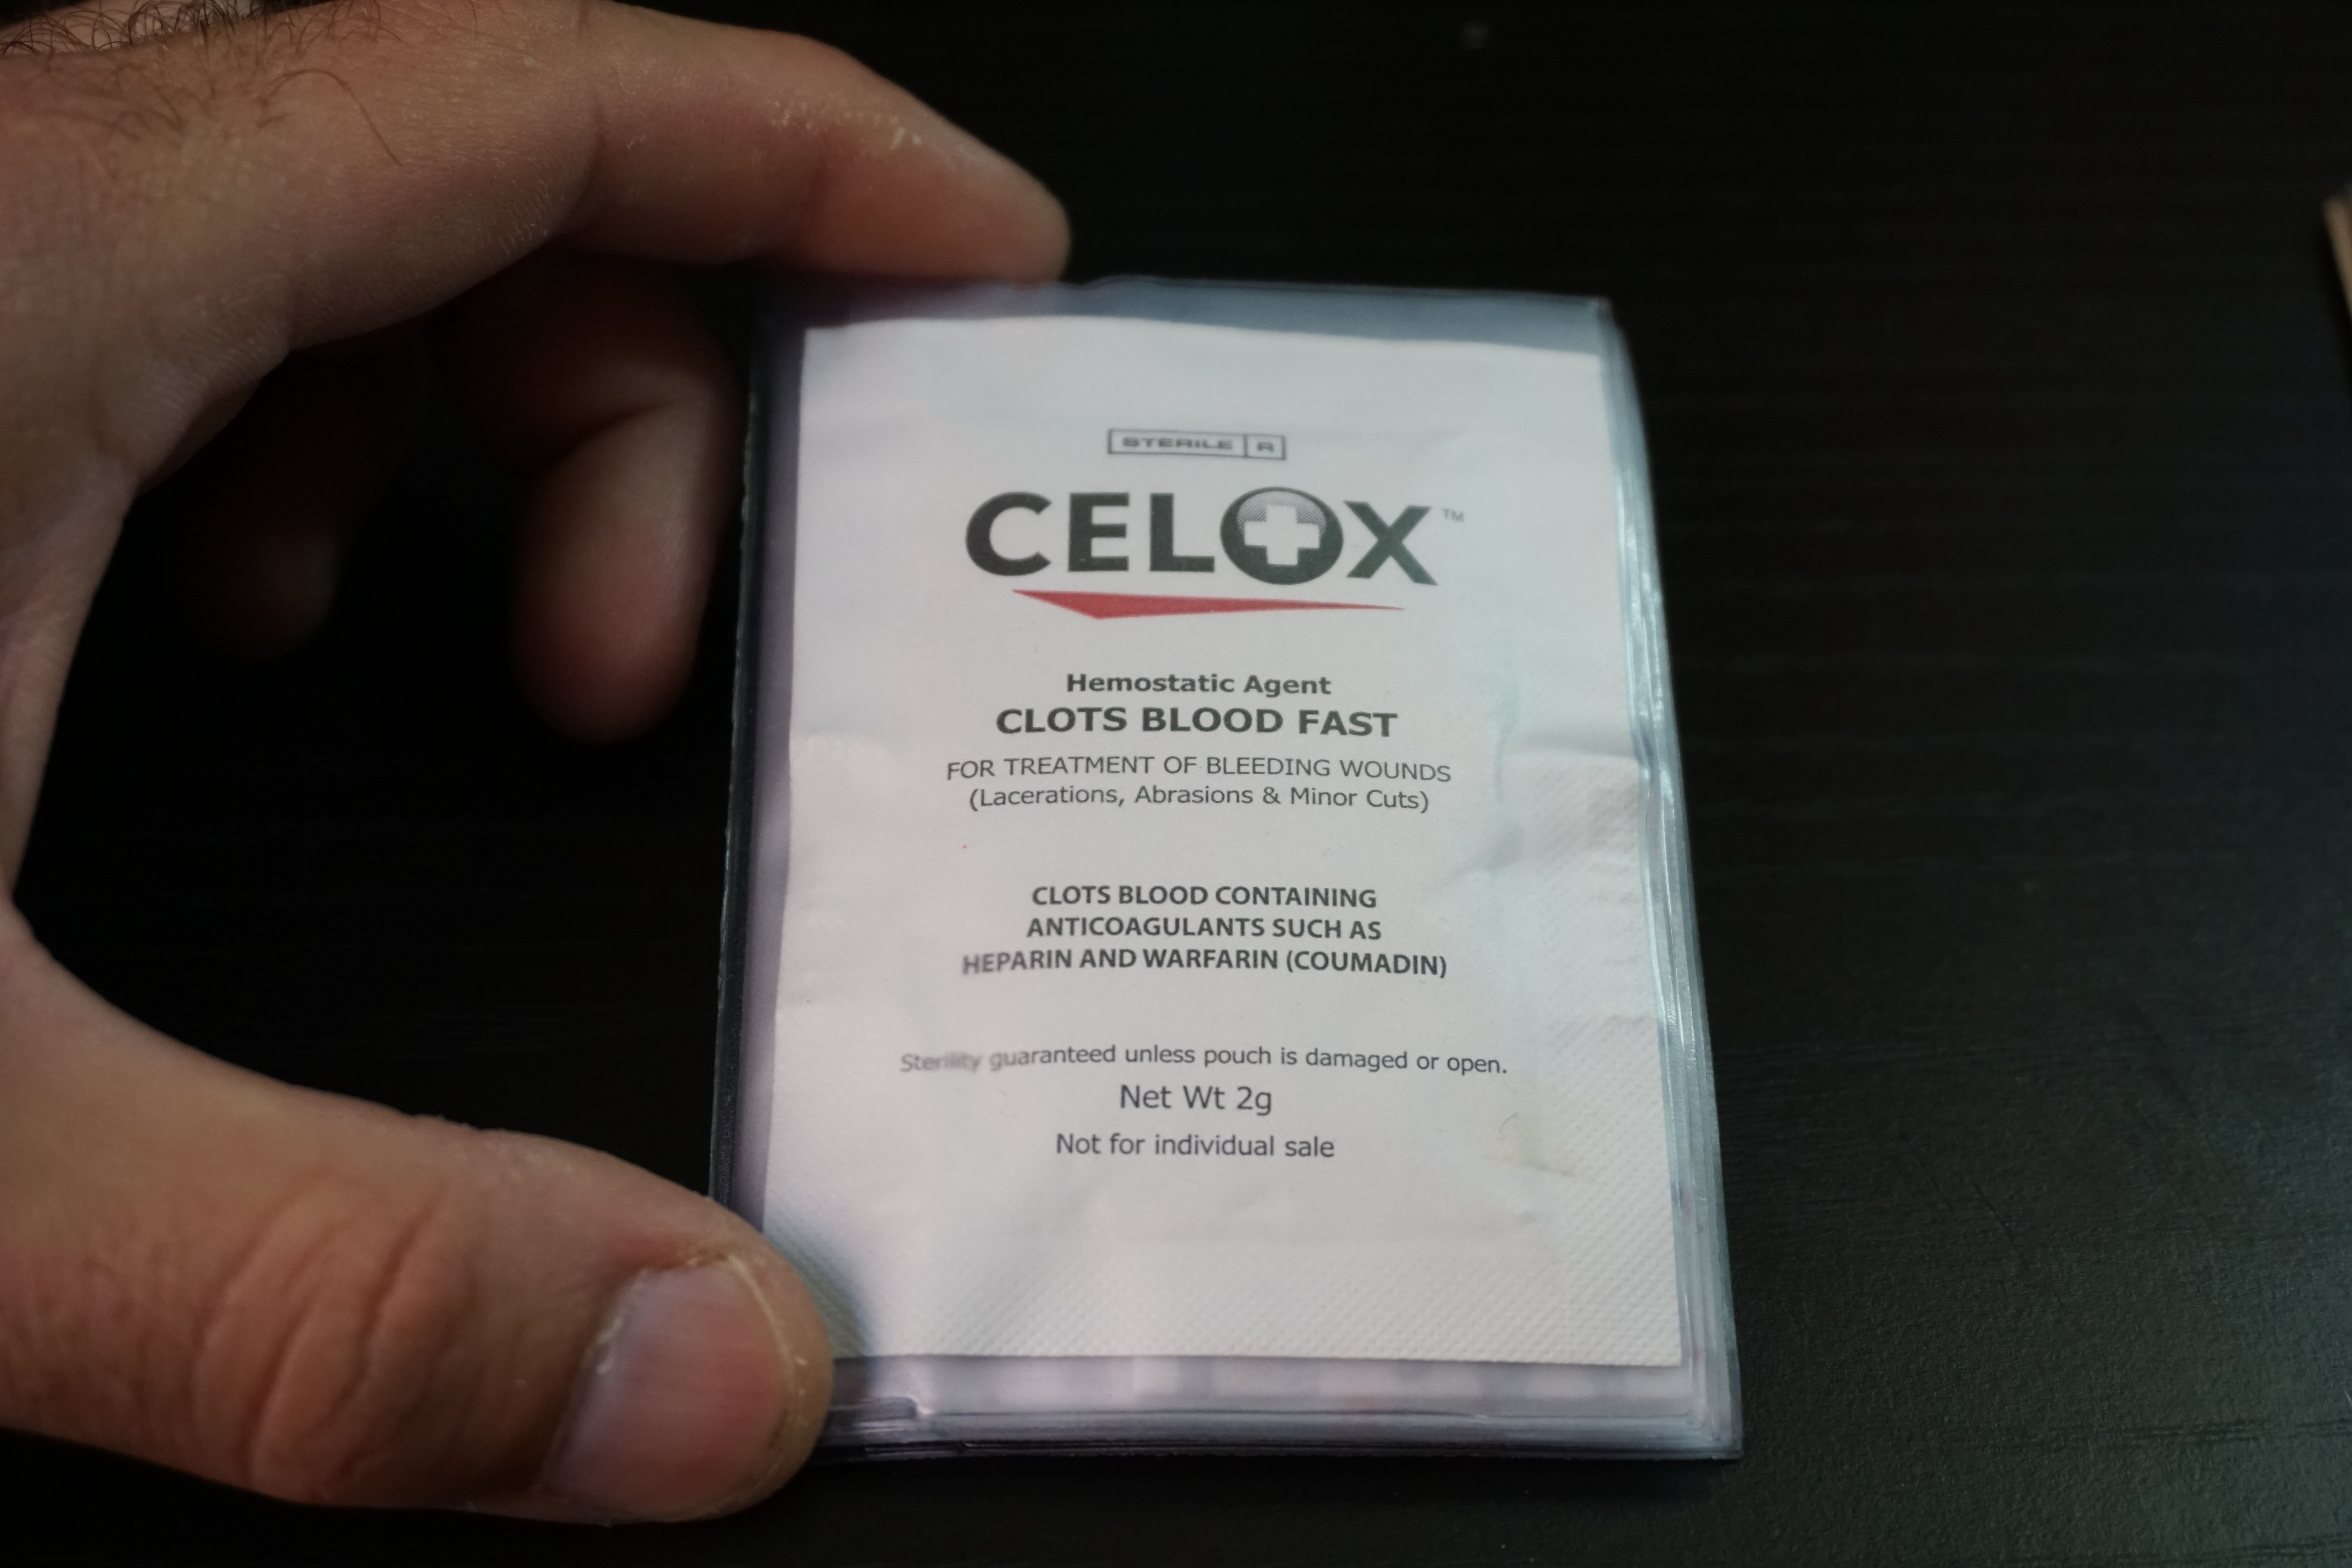 STERILE R
CELOX™
Hemostatic Agent
CLOTS BLOOD FAST
FOR TREATMENT OF BLEEDING WOUNDS
(Lacerations, Abrasions & Minor Cuts)
CLOTS BLOOD CONTAINING
ANTICOAGULANTS SUCH AS
HEPARIN AND WARFARIN (COUMADIN)
Sterility guaranteed unless pouch is damaged or open.
Net Wt 2g
Not for individual sale